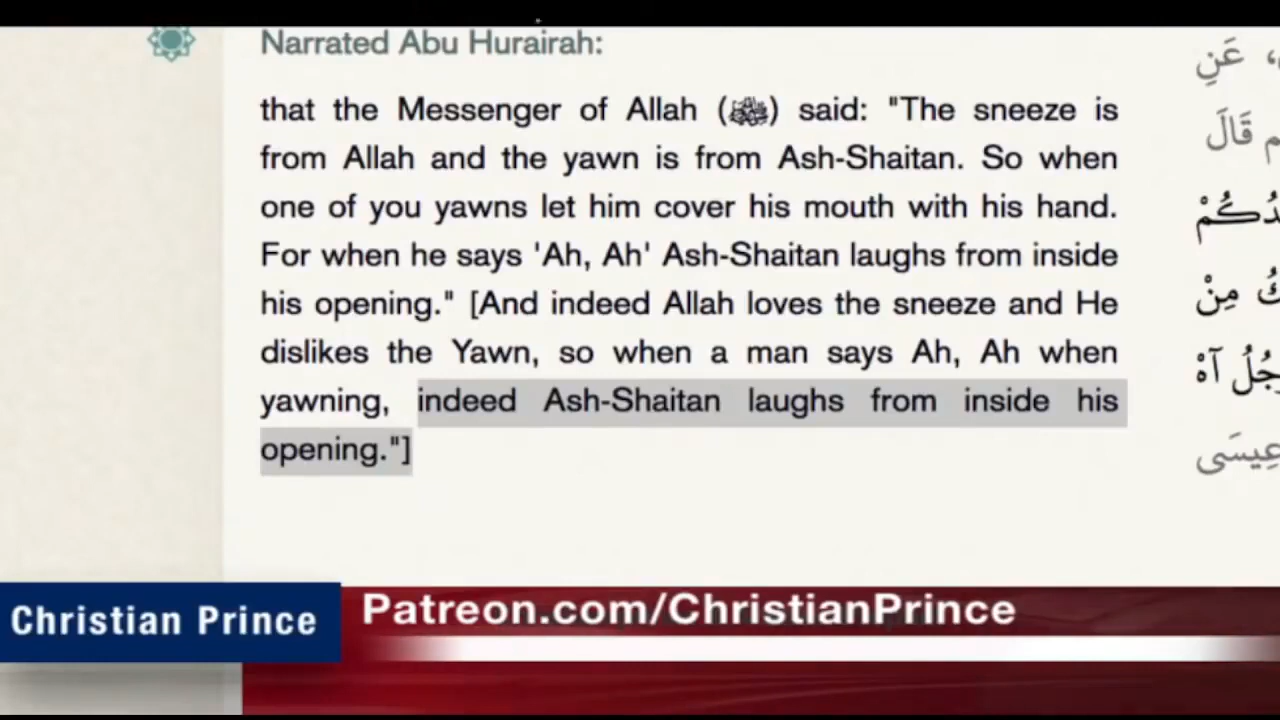 Narrated Abu Hurairah:
that the Messenger of Allah (ﷺ) said: "The sneeze is
from Allah and the yawn is from Ash-Shaitan. So when
one of you yawns let him cover his mouth with his hand.
For when he says 'Ah, Ah' Ash-Shaitan laughs from inside
his opening." [And indeed Allah loves the sneeze and He
dislikes the Yawn, so when a man says Ah, Ah when
yawning, indeed Ash-Shaitan laughs from inside his
opening."]
، عَنِ
م قَالَ
كَ مِنْ
جُلُ آهْ
عِيسَى
Christian Prince
Patreon.com/ChristianPrince